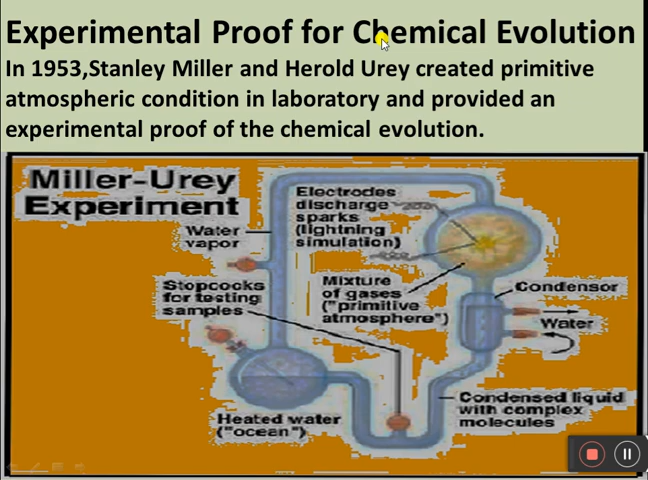 Experimental Proof for Chemical Evolution
In 1953,Stanley Miller and Herold Urey created primitive
atmospheric condition in laboratory and provided an
experimental proof of the chemical evolution.
Miller-Urey
Experiment
Electrodes
discharge
sparks
(lightning
simulation)
Water
vapor
Stopcocks
for testing
samples
Mixture
of gases
("primitive
atmosphere")
Condensor
Water
Heated water
("ocean")
Condensed liquid
with complex
molecules